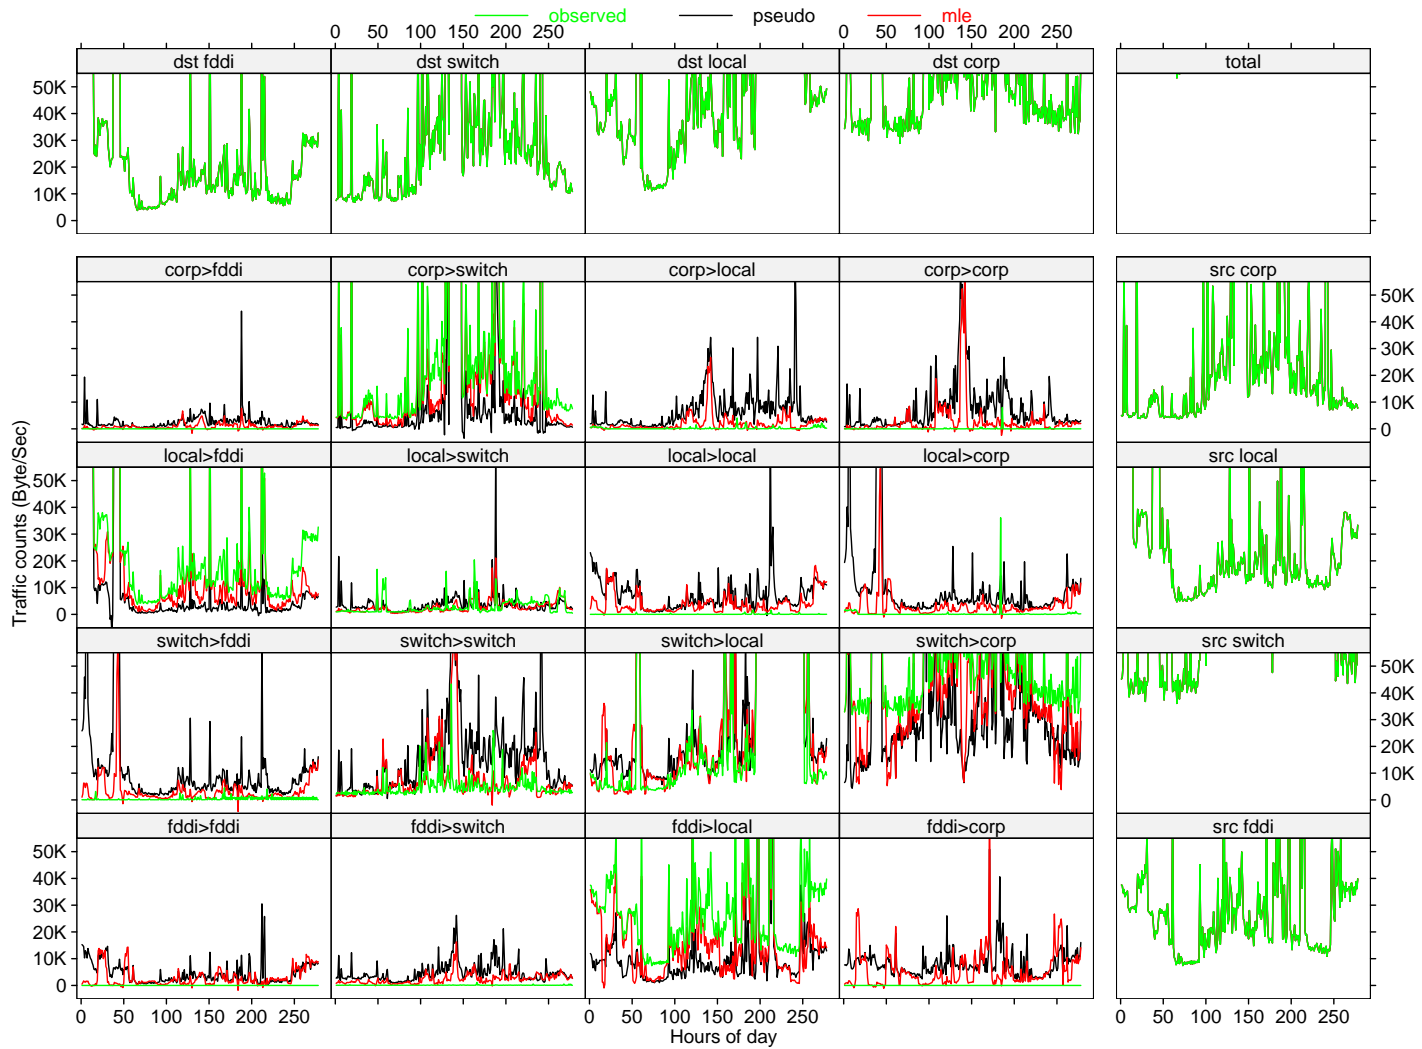 observed pseudo mle
0 50 100 150 200 250 0 50 100 150 200 250
dst fddi dst switch dst local dst corp total
50K
40K
30K
20K
10K
0
corp>fddi corp>switch corp>local corp>corp src corp
50K
40K
30K
20K
10K
0
local>fddi local>switch local>local local>corp src local
50K
40K
30K
20K
10K
0
Traffic counts (Byte/Sec)
switch>fddi switch>switch switch>local switch>corp src switch
50K
40K
30K
20K
10K
0
fddi>fddi fddi>switch fddi>local fddi>corp src fddi
50K
40K
30K
20K
10K
0
0 50 100 150 200 250 0 50 100 150 200 250 0 50 100 150 200 250
Hours of day